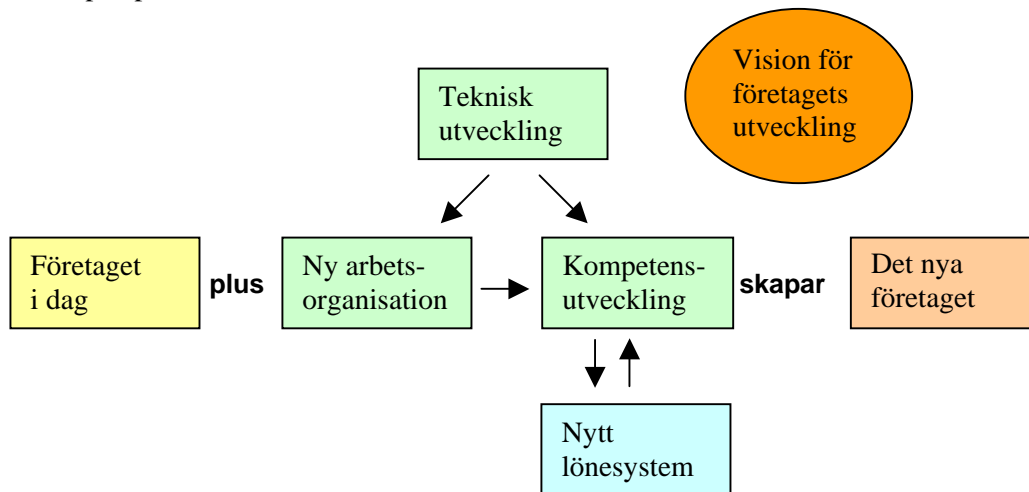 Vision för
företagets
utveckling
Teknisk
utveckling
Företaget
i dag
plus
Ny arbets-
organisation
Kompetens-
utveckling
skapar
Det nya
företaget
Nytt
lönesystem